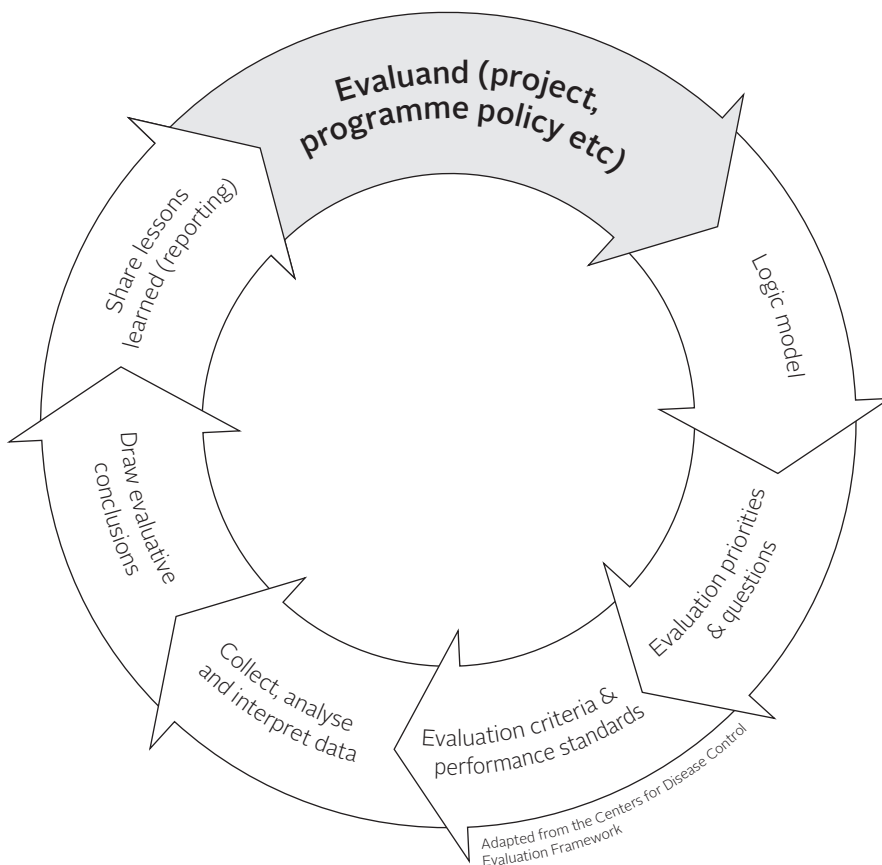 Evaluand (project,
programme policy etc)
Logic model
Evaluation priorities
& questions
Evaluation criteria &
performance standards
Collect, analyse
and interpret data
Draw evaluative
conclusions
Share lessons
learned (reporting)
Adapted from the Centers for Disease Control
Evaluation Framework